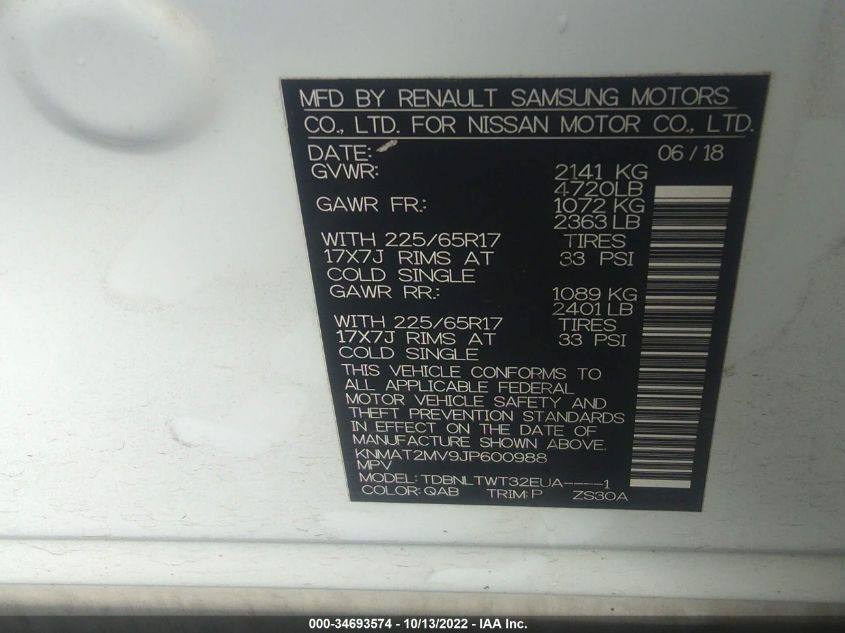 MFD BY RENAULT SAMSUNG MOTORS
CO., LTD. FOR NISSAN MOTOR CO., LTD.
DATE: 06 / 18
GVWR: 2141 KG
4720LB
GAWR FR.: 1072 KG
2363 LB
WITH 225/65R17 TIRES
17X7J RIMS AT 33 PSI
COLD SINGLE
GAWR RR.: 1089 KG
2401 LB
WITH 225/65R17 TIRES
17X7J RIMS AT 33 PSI
COLD SINGLE
THIS VEHICLE CONFORMS TO
ALL APPLICABLE FEDERAL
MOTOR VEHICLE SAFETY AND
THEFT PREVENTION STANDARDS
IN EFFECT ON THE DATE OF
MANUFACTURE SHOWN ABOVE.
KNMAT2MV9JP600988
MPV
MODEL: TDBNLTWT32EUA----1
COLOR: QAB TRIM: P ZS30A
000-34693574 / 10/13/2022 - IAA Inc.